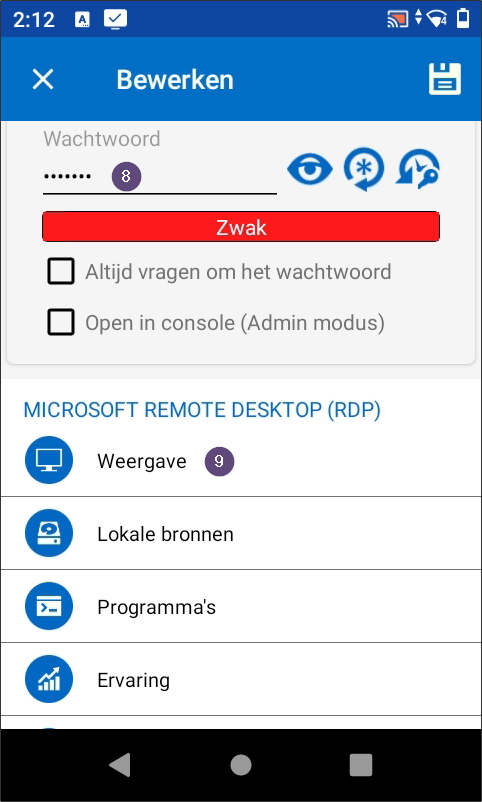 2:12
Bewerken
Wachtwoord
••••••• 8
Zwak
Altijd vragen om het wachtwoord
Open in console (Admin modus)
MICROSOFT REMOTE DESKTOP (RDP)
Weergave 9
Lokale bronnen
Programma's
Ervaring